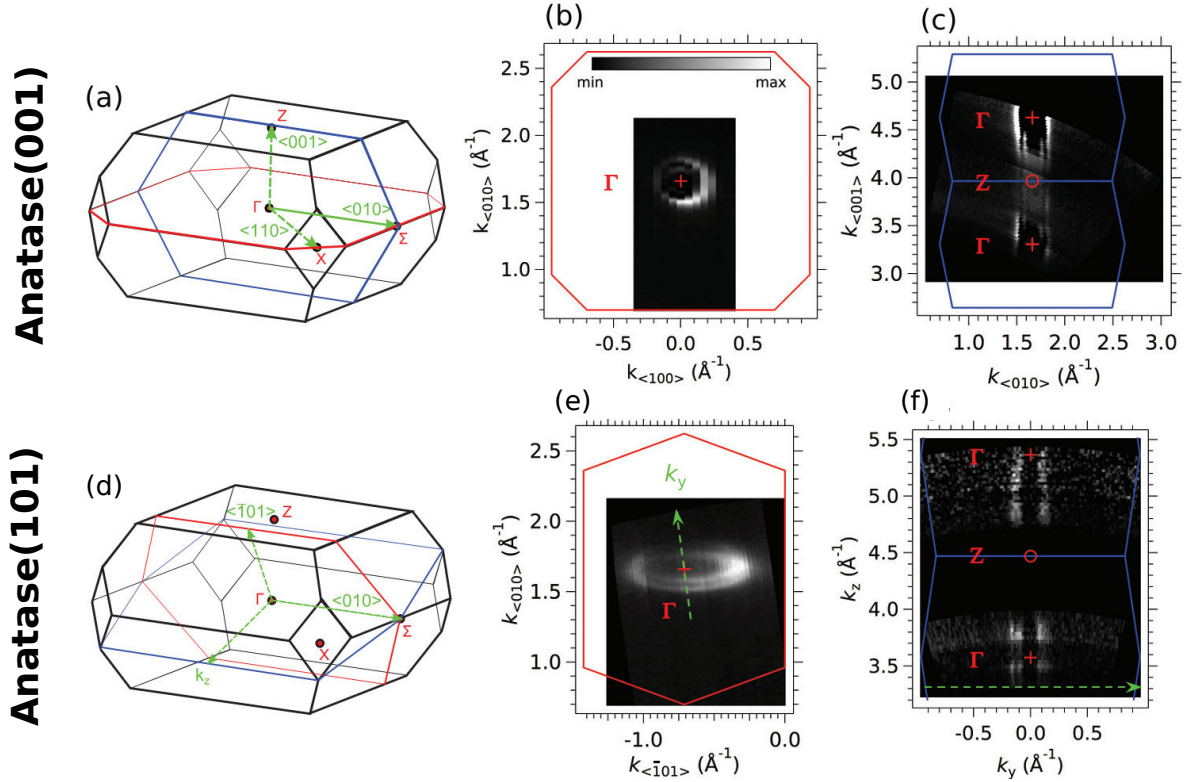 Anatase(001)
(a)
Z
<001>
Γ
<010>
<110>
Σ
X
(b)
min
max
Γ
2.5
2.0
1.5
1.0
k<010> (Å-1)
-0.5
0.0
0.5
k<100> (Å-1)
(c)
Γ
Z
Γ
5.0
4.5
4.0
3.5
3.0
k<001> (Å-1)
1.0
1.5
2.0
2.5
3.0
k<010> (Å-1)
Anatase(101)
(d)
<1̄01>
Z
Γ
<010>
Σ
X
kz
(e)
ky
Γ
2.5
2.0
1.5
1.0
k<010> (Å-1)
-1.0
-0.5
0.0
k<1̄01> (Å-1)
(f)
Γ
Z
Γ
5.5
5.0
4.5
4.0
3.5
kz (Å-1)
-0.5
0.0
0.5
ky (Å-1)